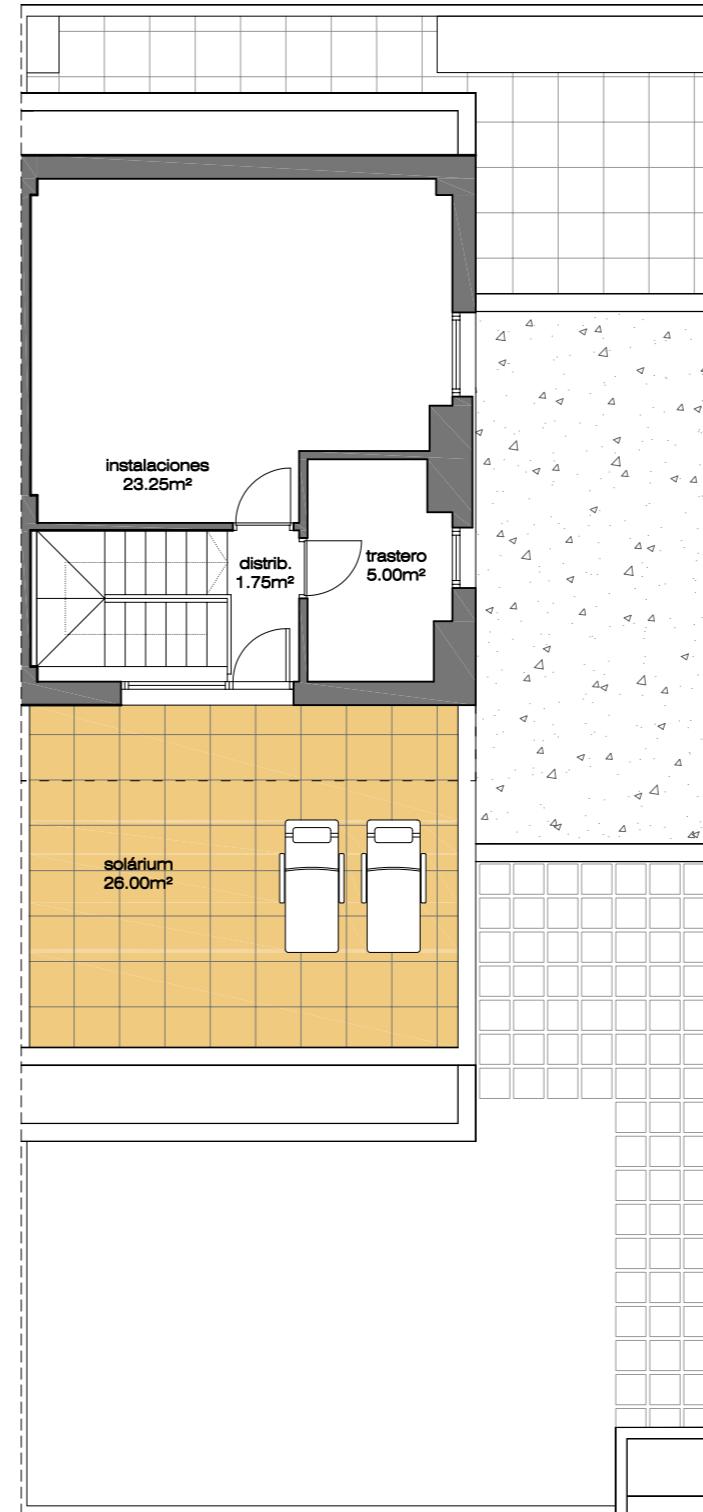 instalaciones
23.25m²
distrib.
1.75m²
trastero
5.00m²
solárium
26.00m²